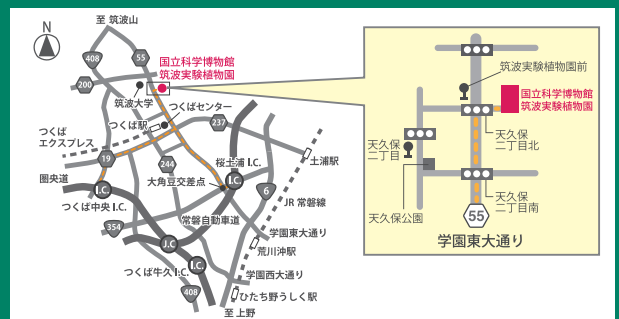 至 筑波山
N
408
55
国立科学博物館
筑波実験植物園
200
筑波大学
つくばセンター
つくば駅
237
つくば
エクスプレス
19
244
桜土浦 I.C.
土浦駅
圏央道
大角豆交差点
I.C.
I.C.
6
つくば中央 I.C.
常磐自動車道
JR 常磐線
354
学園東大通り
J.C
荒川沖駅
つくば牛久 I.C.
I.C.
学園西大通り
408
ひたち野うしく駅
至 上野
筑波実験植物園前
国立科学博物館
筑波実験植物園
天久保
二丁目
天久保
二丁目北
天久保公園
天久保
二丁目南
55
学園東大通り